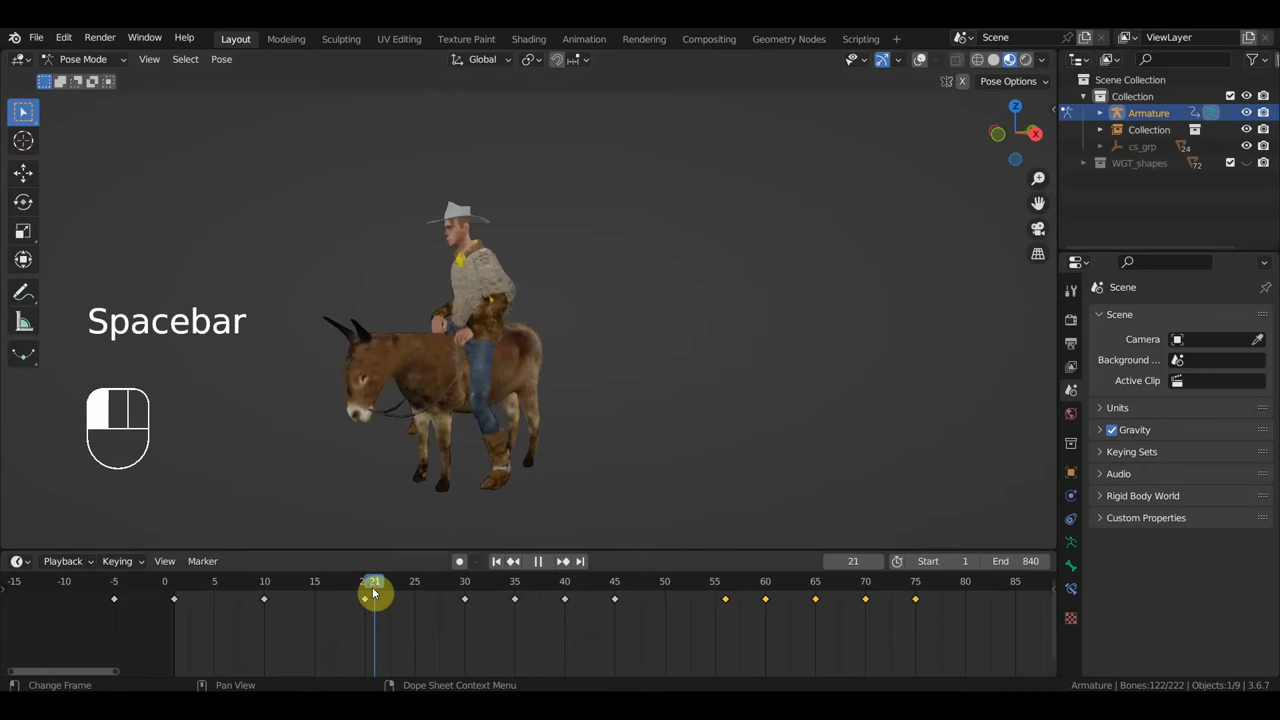 File Edit Render Window Help Layout Modeling Sculpting UV Editing Texture Paint Shading Animation Rendering Compositing Geometry Nodes Scripting + Scene ViewLayer
Pose Mode View Select Pose Global
X Pose Options
Scene Collection
Collection
Armature
Collection
cs_grp 24
WGT_shapes 72
Z
X
Scene
Scene
Camera
Background ...
Active Clip
Units
Gravity
Keying Sets
Audio
Rigid Body World
Custom Properties
Spacebar
Playback Keying View Marker 21 Start 1 End 840
-15 -10 -5 0 5 10 15 21 25 30 35 40 45 50 55 60 65 70 75 80 85
Change Frame Pan View Dope Sheet Context Menu Armature | Bones:122/222 | Objects:1/9 | 3.6.7